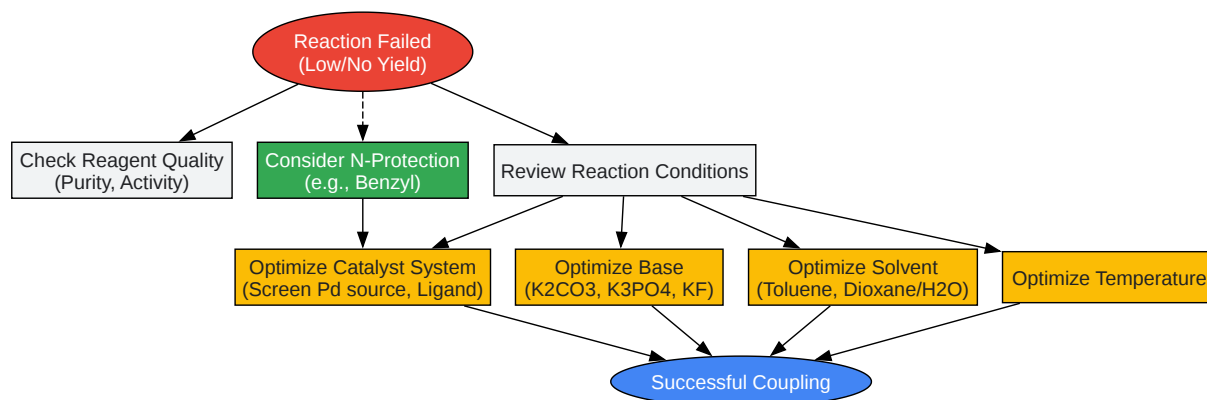 Reaction Failed
(Low/No Yield)
Check Reagent Quality
(Purity, Activity)
Consider N-Protection
(e.g., Benzyl)
Review Reaction Conditions
Optimize Catalyst System
(Screen Pd source, Ligand)
Optimize Base
(K2CO3, K3PO4, KF)
Optimize Solvent
(Toluene, Dioxane/H2O)
Optimize Temperature
Successful Coupling